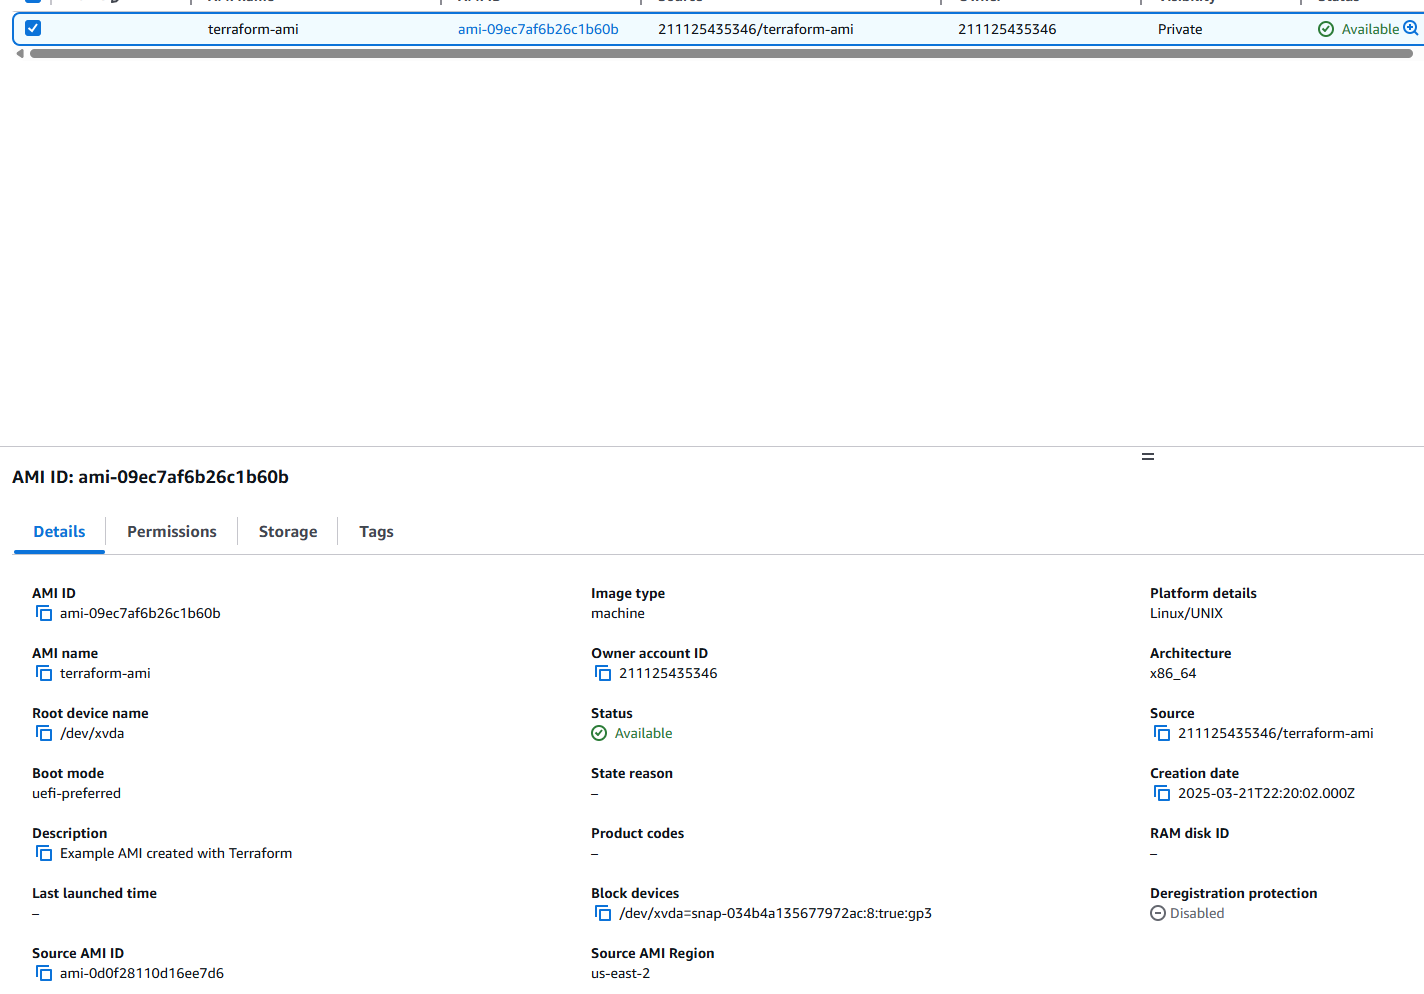 terraform-ami ami-09ec7af6b26c1b60b 211125435346/terraform-ami 211125435346 Private Available
AMI ID: ami-09ec7af6b26c1b60b
Details Permissions Storage Tags
AMI ID
ami-09ec7af6b26c1b60b
Image type
machine
Platform details
Linux/UNIX
AMI name
terraform-ami
Owner account ID
211125435346
Architecture
x86_64
Root device name
/dev/xvda
Status
Available
Source
211125435346/terraform-ami
Boot mode
uefi-preferred
State reason
–
Creation date
2025-03-21T22:20:02.000Z
Description
Example AMI created with Terraform
Product codes
–
RAM disk ID
–
Last launched time
–
Block devices
/dev/xvda=snap-034b4a135677972ac:8:true:gp3
Deregistration protection
Disabled
Source AMI ID
ami-0d0f28110d16ee7d6
Source AMI Region
us-east-2